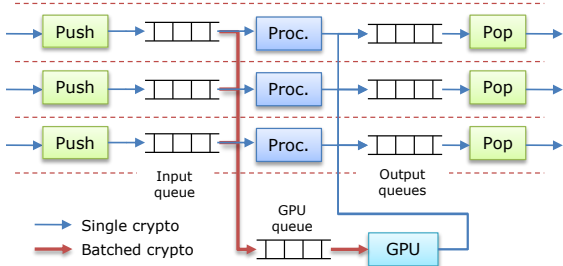 Push
Proc.
Pop
Push
Proc.
Pop
Push
Proc.
Pop
Input
queue
Output
queues
GPU
queue
Single crypto
Batched crypto
GPU